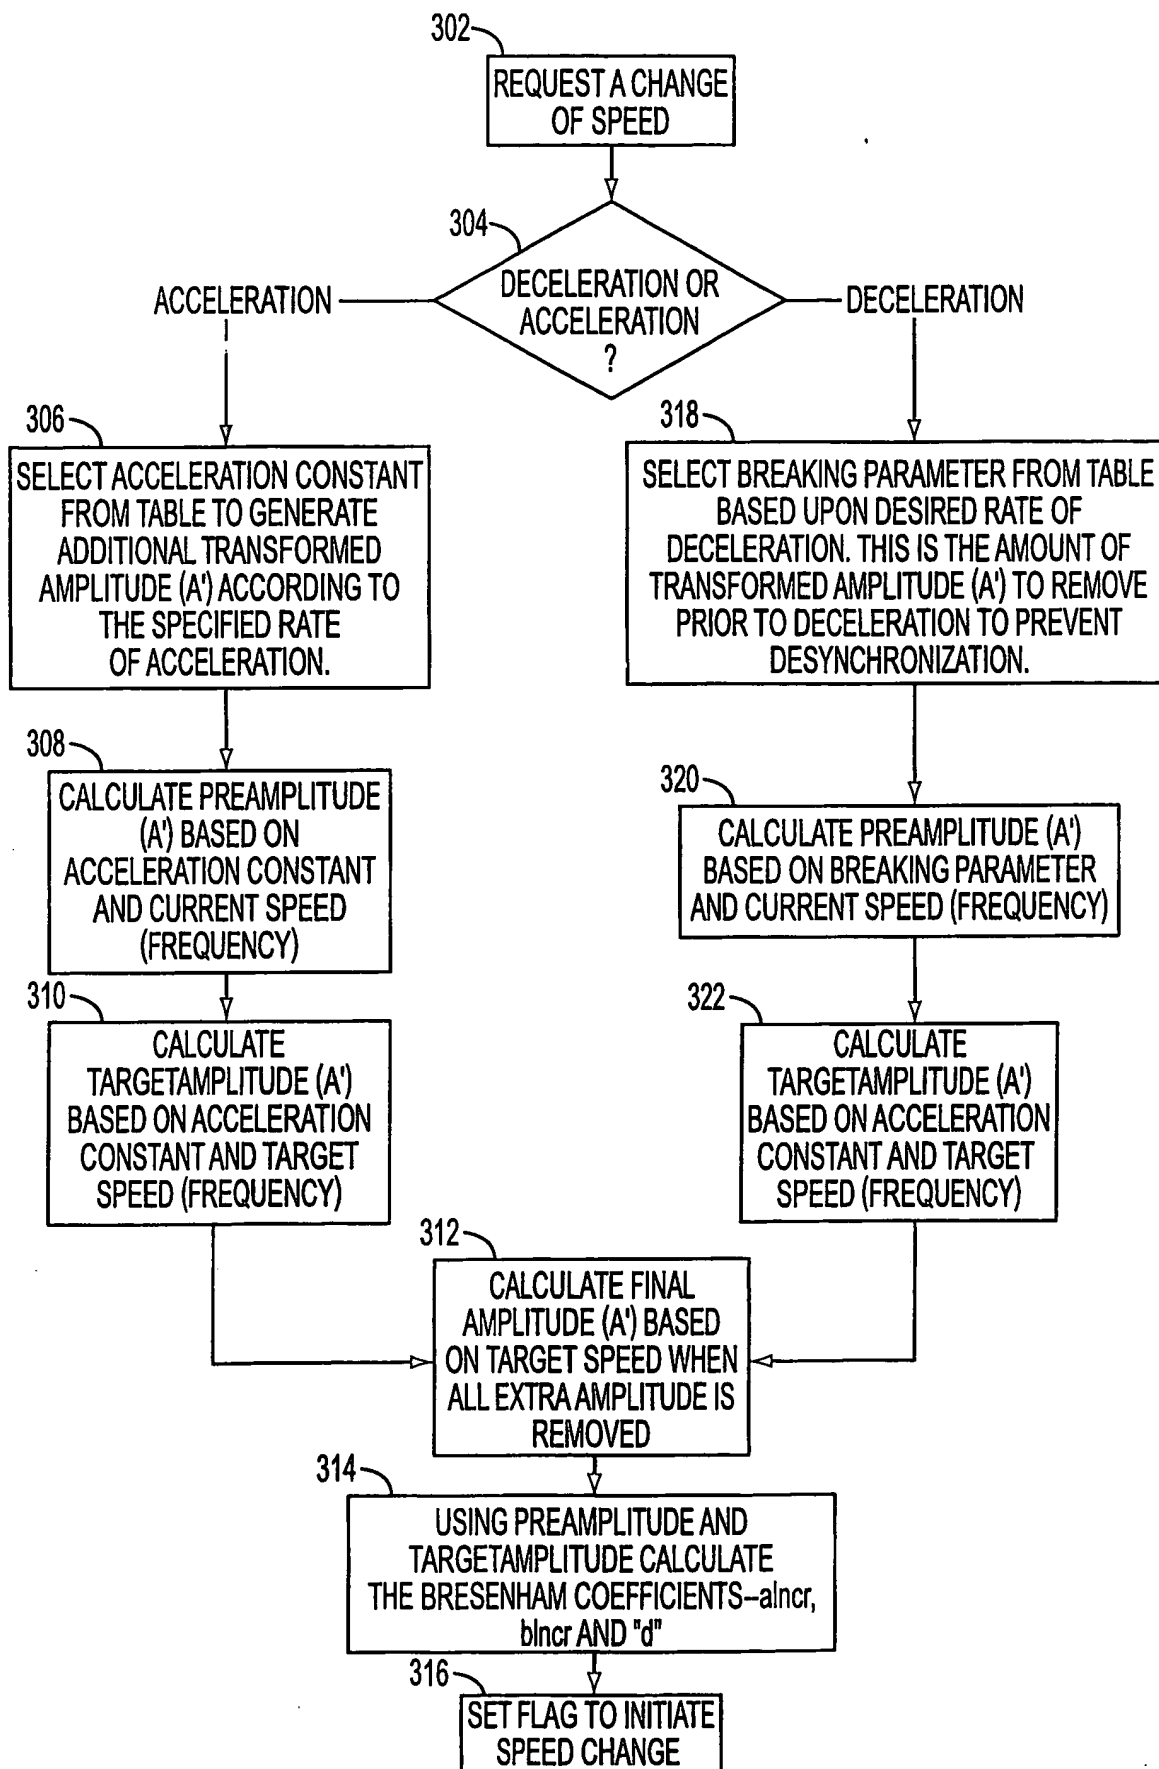 302
REQUEST A CHANGE
OF SPEED
304
DECELERATION OR
ACCELERATION
?
ACCELERATION
DECELERATION
306
SELECT ACCELERATION CONSTANT
FROM TABLE TO GENERATE
ADDITIONAL TRANSFORMED
AMPLITUDE (A') ACCORDING TO
THE SPECIFIED RATE
OF ACCELERATION.
318
SELECT BREAKING PARAMETER FROM TABLE
BASED UPON DESIRED RATE OF
DECELERATION. THIS IS THE AMOUNT OF
TRANSFORMED AMPLITUDE (A') TO REMOVE
PRIOR TO DECELERATION TO PREVENT
DESYNCHRONIZATION.
308
CALCULATE PREAMPLITUDE
(A') BASED ON
ACCELERATION CONSTANT
AND CURRENT SPEED
(FREQUENCY)
320
CALCULATE PREAMPLITUDE (A')
BASED ON BREAKING PARAMETER
AND CURRENT SPEED (FREQUENCY)
310
CALCULATE
TARGETAMPLITUDE (A')
BASED ON ACCELERATION
CONSTANT AND TARGET
SPEED (FREQUENCY)
322
CALCULATE
TARGETAMPLITUDE (A')
BASED ON ACCELERATION
CONSTANT AND TARGET
SPEED (FREQUENCY)
312
CALCULATE FINAL
AMPLITUDE (A') BASED
ON TARGET SPEED WHEN
ALL EXTRA AMPLITUDE IS
REMOVED
314
USING PREAMPLITUDE AND
TARGETAMPLITUDE CALCULATE
THE BRESENHAM COEFFICIENTS--aIncr,
bIncr AND "d"
316
SET FLAG TO INITIATE
SPEED CHANGE